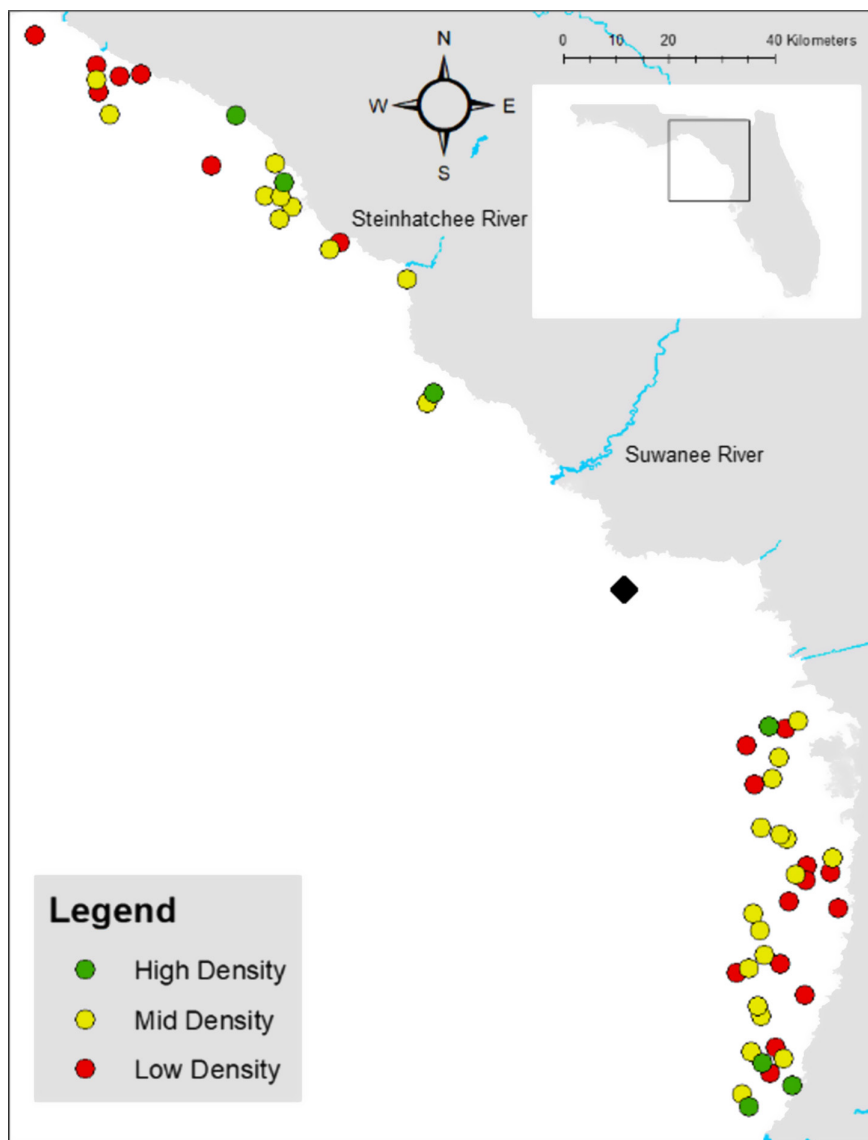 0 10 20 40 Kilometers
N
W E
S
Steinhatchee River
Suwanee River
Legend
High Density
Mid Density
Low Density